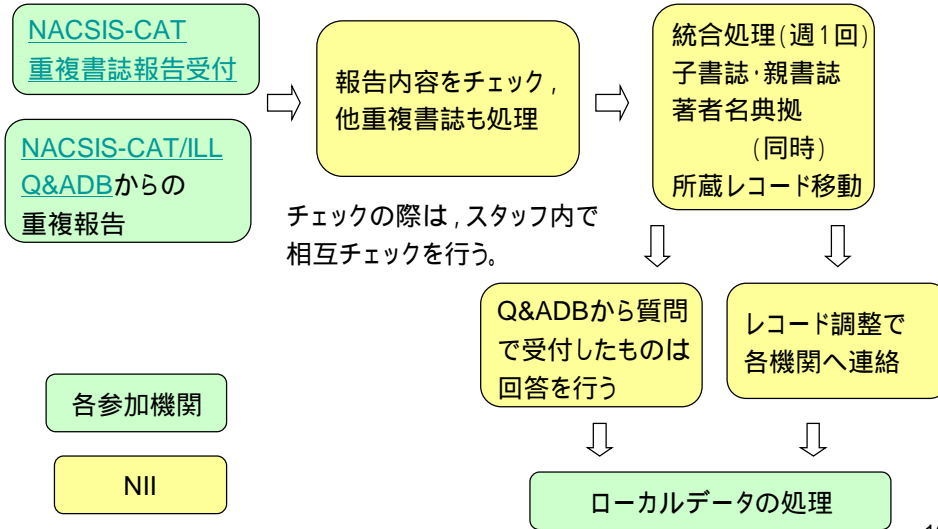 NACSIS-CAT
重複書誌報告受付
NACSIS-CAT/ILL
Q&ADBからの
重複報告
報告内容をチェック，
他重複書誌も処理
チェックの際は，スタッフ内で
相互チェックを行う。
統合処理(週1回)
子書誌・親書誌
著者名典拠
(同時)
所蔵レコード移動
Q&ADBから質問
で受付したものは
回答を行う
レコード調整で
各機関へ連絡
各参加機関
NII
ローカルデータの処理